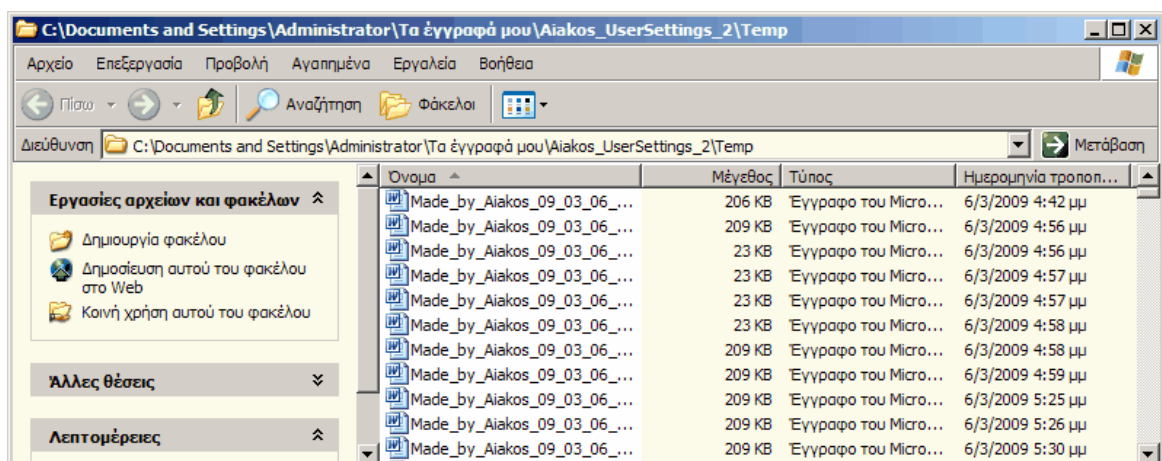 C:\Documents and Settings\Administrator\Τα έγγραφά μου\Aiakos_UserSettings_2\Temp
Αρχείο Επεξεργασία Προβολή Αγαπημένα Εργαλεία Βοήθεια
Πίσω Αναζήτηση Φάκελοι
Διεύθυνση C:\Documents and Settings\Administrator\Τα έγγραφά μου\Aiakos_UserSettings_2\Temp Μετάβαση
Εργασίες αρχείων και φακέλων
Δημιουργία φακέλου
Δημοσίευση αυτού του φακέλου
στο Web
Κοινή χρήση αυτού του φακέλου
Άλλες θέσεις
Λεπτομέρειες
Όνομα Μέγεθος Τύπος Ημερομηνία τροποπ...
Made_by_Aiakos_09_03_06_... 206 KB Έγγραφο του Micro... 6/3/2009 4:42 μμ
Made_by_Aiakos_09_03_06_... 209 KB Έγγραφο του Micro... 6/3/2009 4:56 μμ
Made_by_Aiakos_09_03_06_... 23 KB Έγγραφο του Micro... 6/3/2009 4:56 μμ
Made_by_Aiakos_09_03_06_... 23 KB Έγγραφο του Micro... 6/3/2009 4:57 μμ
Made_by_Aiakos_09_03_06_... 23 KB Έγγραφο του Micro... 6/3/2009 4:57 μμ
Made_by_Aiakos_09_03_06_... 23 KB Έγγραφο του Micro... 6/3/2009 4:58 μμ
Made_by_Aiakos_09_03_06_... 209 KB Έγγραφο του Micro... 6/3/2009 4:58 μμ
Made_by_Aiakos_09_03_06_... 209 KB Έγγραφο του Micro... 6/3/2009 4:59 μμ
Made_by_Aiakos_09_03_06_... 209 KB Έγγραφο του Micro... 6/3/2009 5:25 μμ
Made_by_Aiakos_09_03_06_... 209 KB Έγγραφο του Micro... 6/3/2009 5:26 μμ
Made_by_Aiakos_09_03_06_... 209 KB Έγγραφο του Micro... 6/3/2009 5:30 μμ